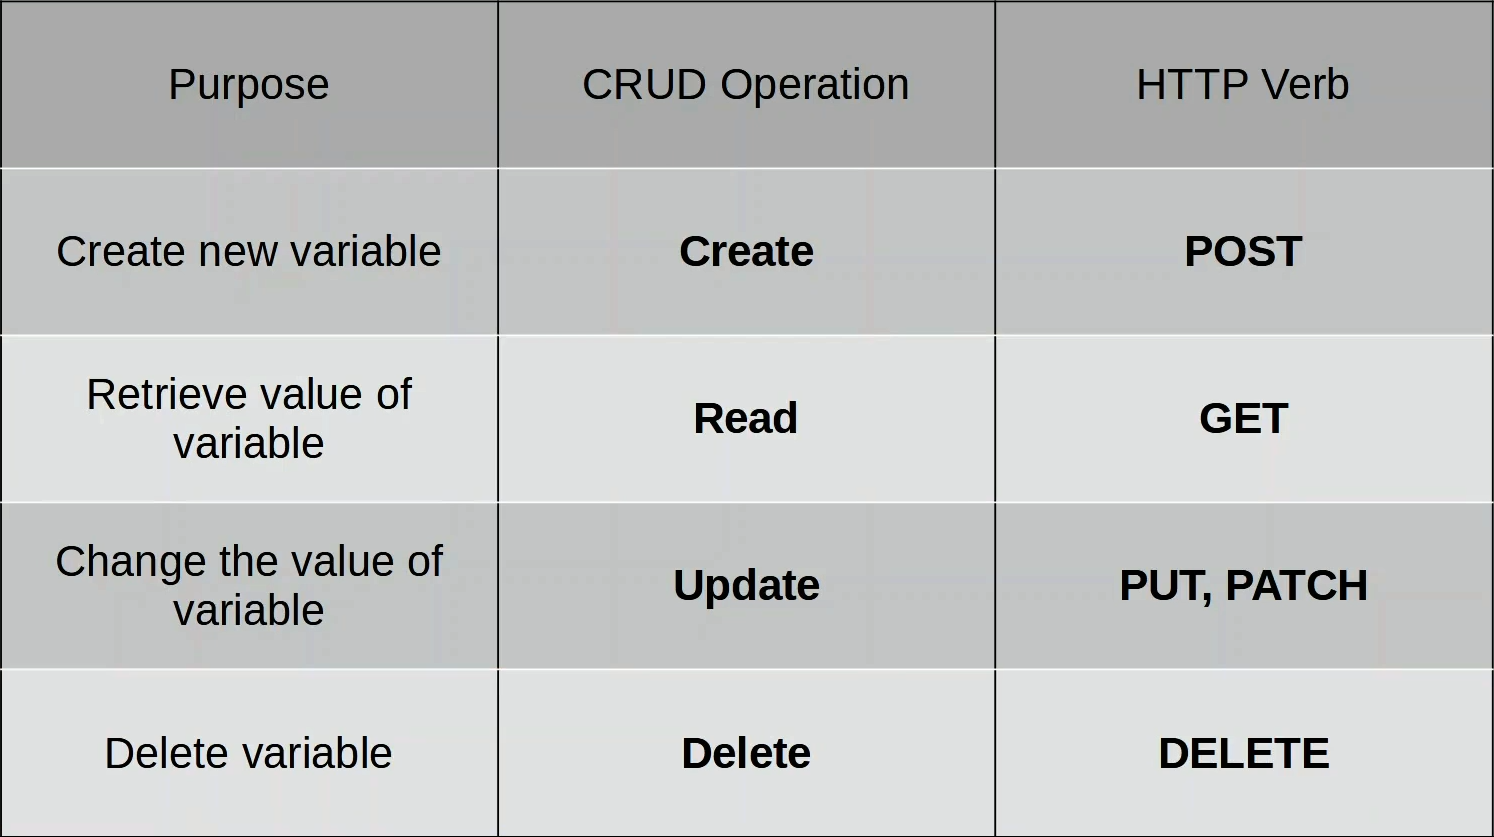 Purpose
CRUD Operation
HTTP Verb
Create new variable
Create
POST
Retrieve value of
variable
Read
GET
Change the value of
variable
Update
PUT, PATCH
Delete variable
Delete
DELETE